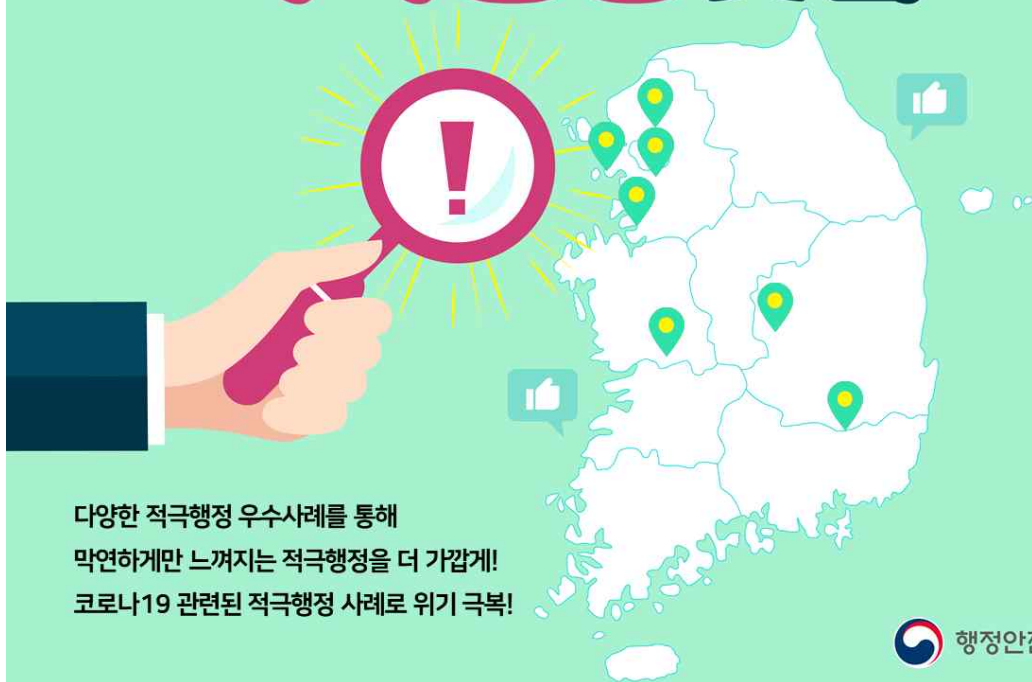 다양한 적극행정 우수사례를 통해
막연하게만 느껴지는 적극행정을 더 가깝게!
코로나19 관련된 적극행정 사례로 위기 극복!